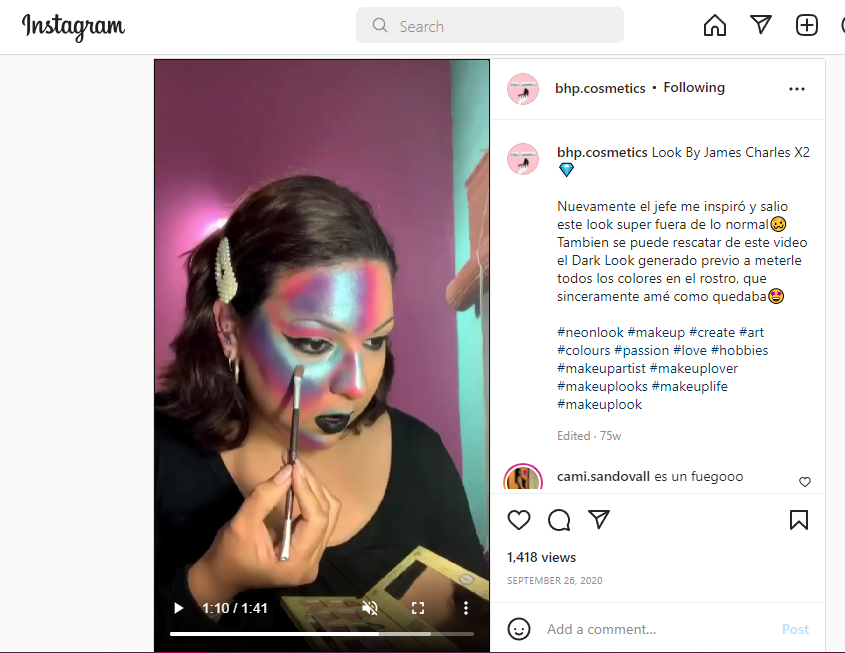 Instagram
Search
bhp.cosmetics • Following
bhp.cosmetics Look By James Charles X2
💎
Nuevamente el jefe me inspiró y salio
este look super fuera de lo normal🥴
Tambien se puede rescatar de este video
el Dark Look generado previo a meterle
todos los colores en el rostro, que
sinceramente amé como quedaba🤩
#neonlook #makeup #create #art
#colours #passion #love #hobbies
#makeupartist #makeuplover
#makeuplooks #makeuplife
#makeuplook
Edited · 75w
cami.sandovall es un fuegooo
1,418 views
SEPTEMBER 26, 2020
1:10 / 1:41
Add a comment... Post